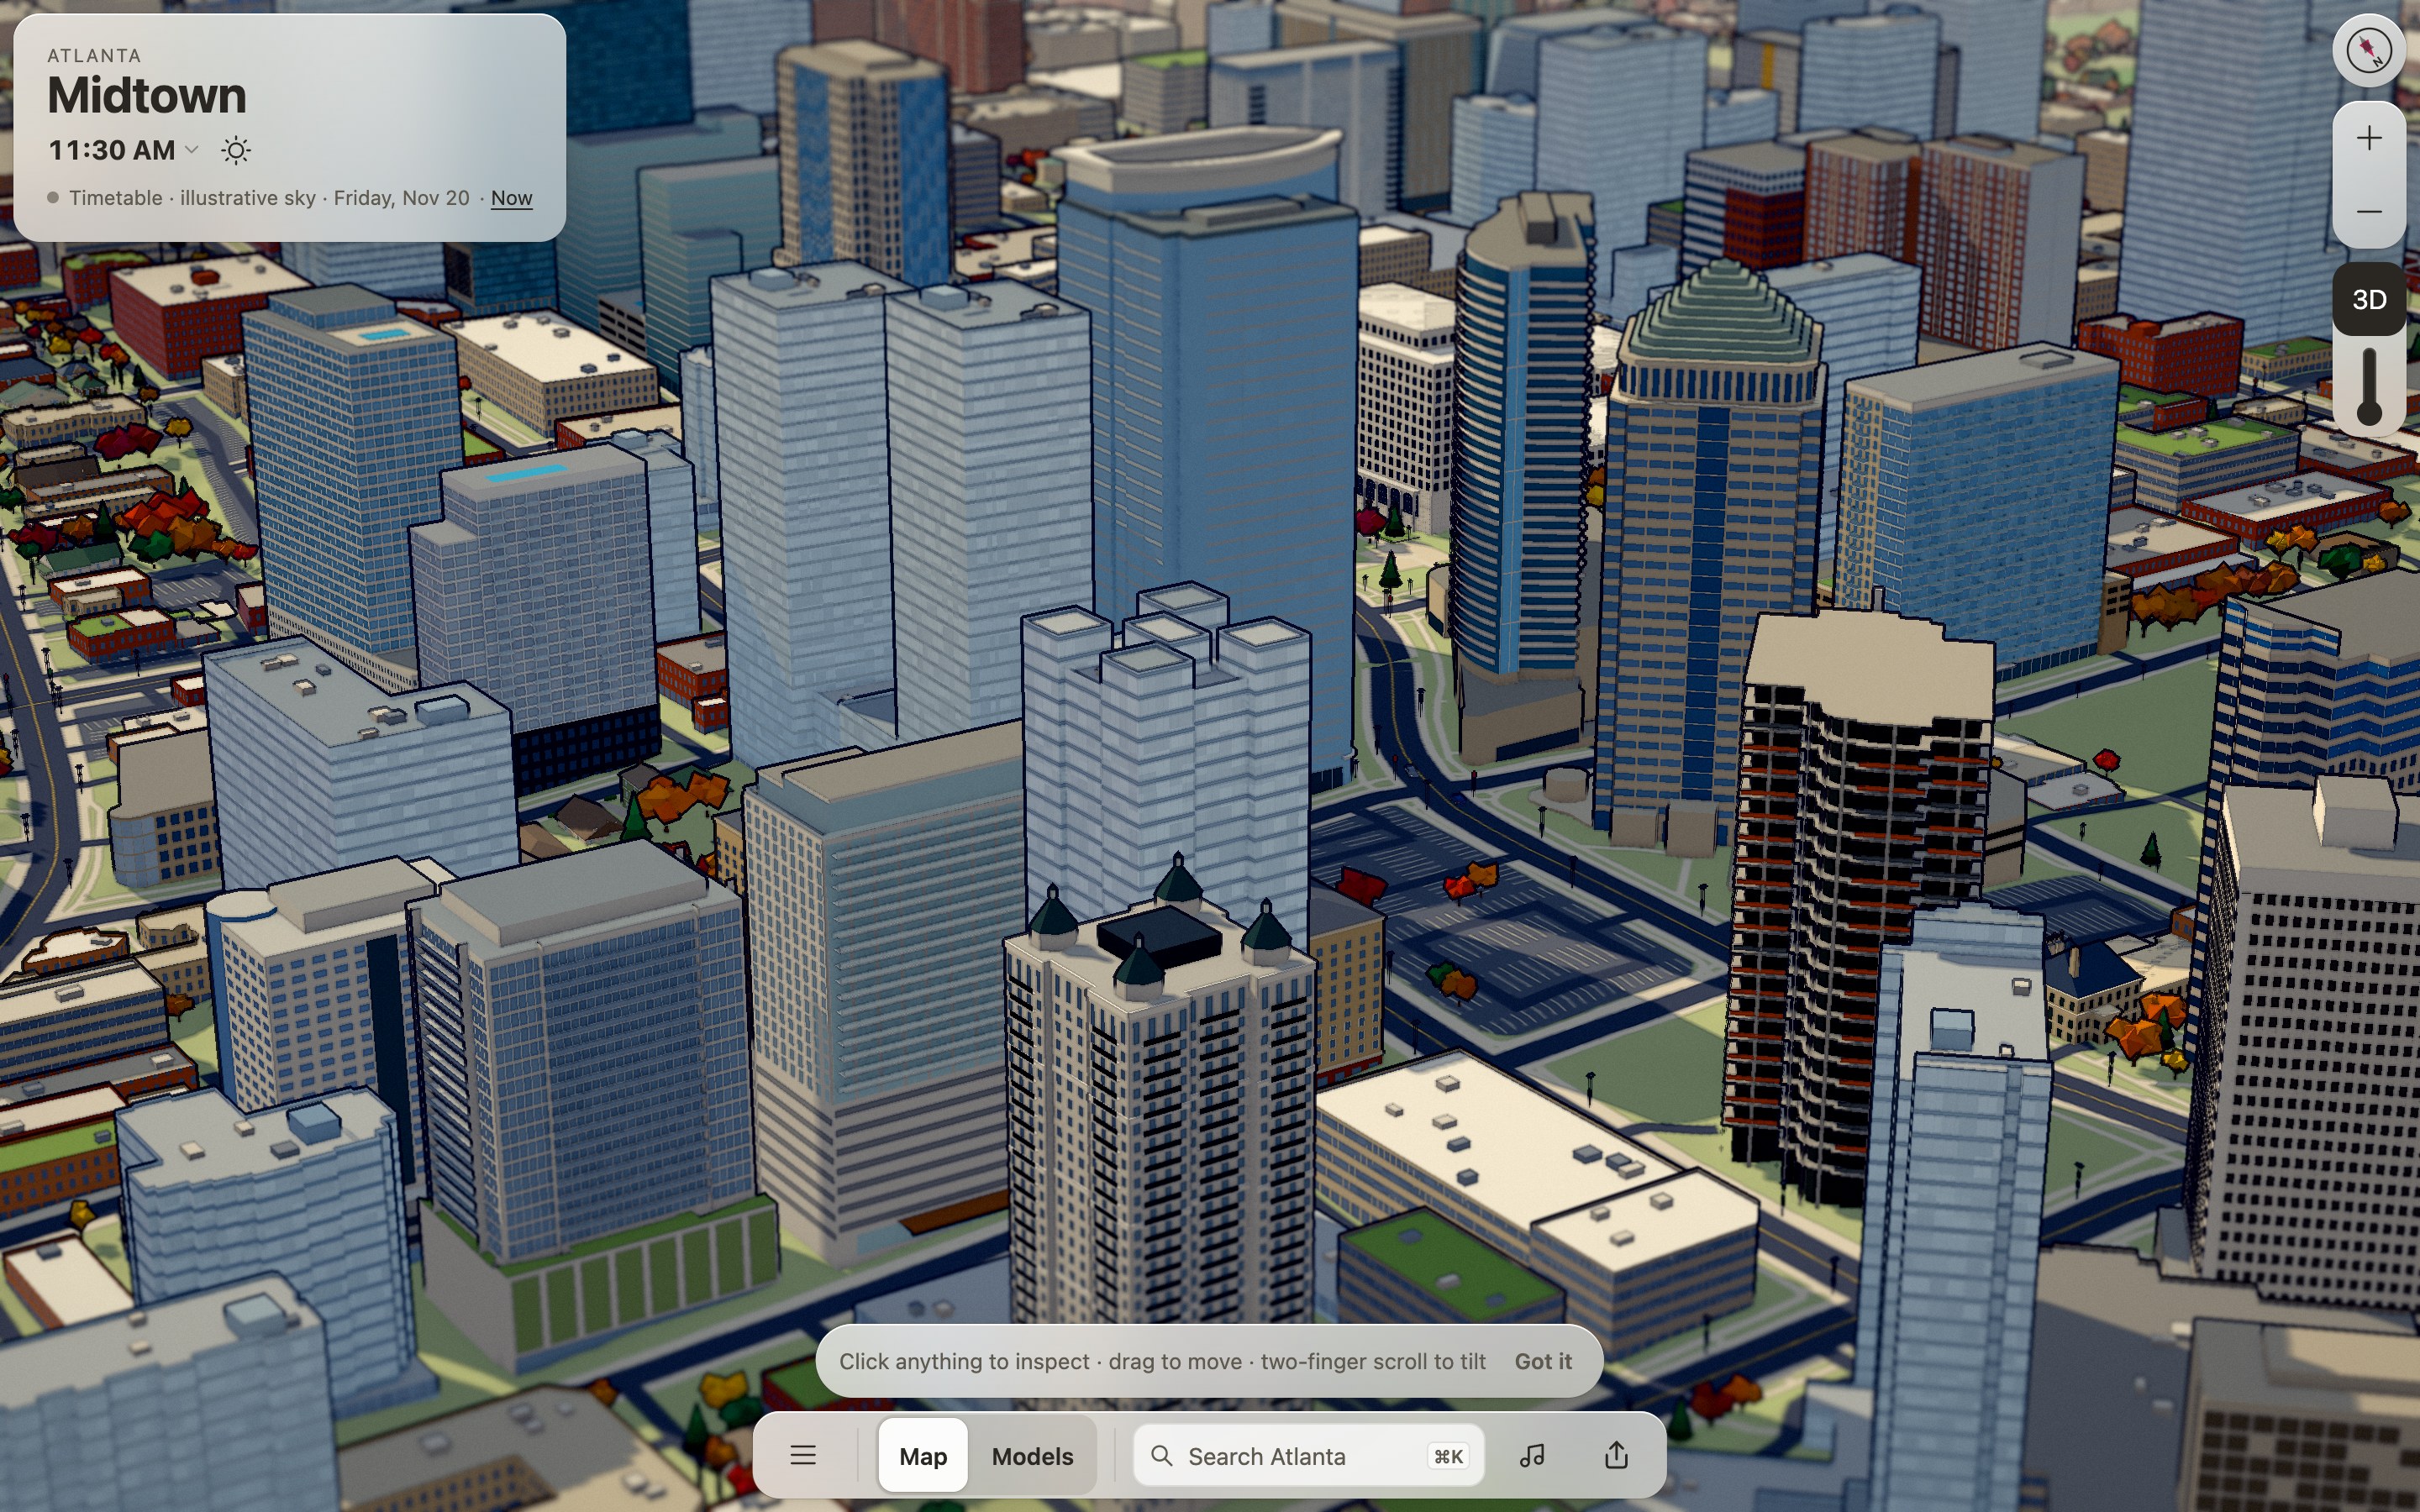 ATLANTA
Midtown
11:30 AM
Timetable · illustrative sky · Friday, Nov 20 · Now
N
+
−
3D
Click anything to inspect · drag to move · two-finger scroll to tilt Got it
Map Models Search Atlanta ⌘K